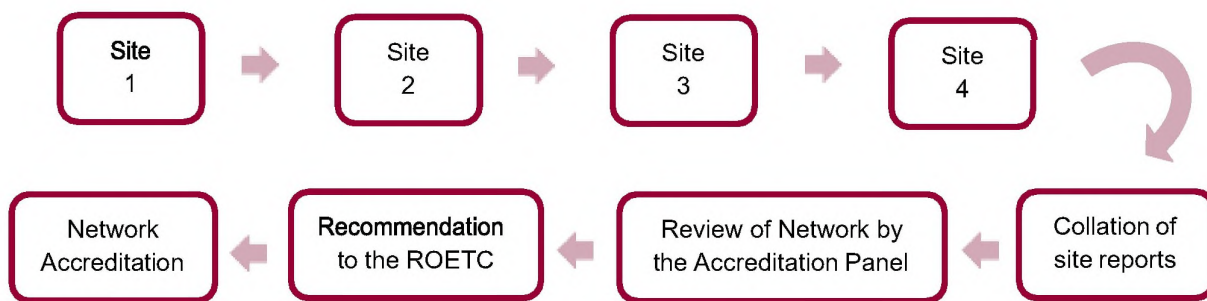 Site
1
Site
2
Site
3
Site
4
Network
Accreditation
Recommendation
to the ROETC
Review of Network by
the Accreditation Panel
Collation of
site reports